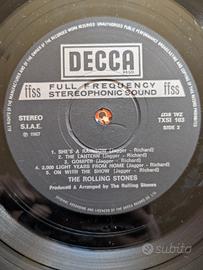 DECCA
FULL FREQUENCY
STEREOPHONIC SOUND
ffss
ffss
STEREO
S.I.A.E.
℗ 1967
TXSI 103
SIDE 2
1. SHE'S A RAINBOW (Jagger - Richard)
2. THE LANTERN (Jagger - Richard)
3. GOMPER (Jagger - Richard)
4. 2,000 LIGHT YEARS FROM HOME (Jagger - Richard)
5. ON WITH THE SHOW (Jagger - Richard)
THE ROLLING STONES
Produced & Arranged by The Rolling Stones
subito